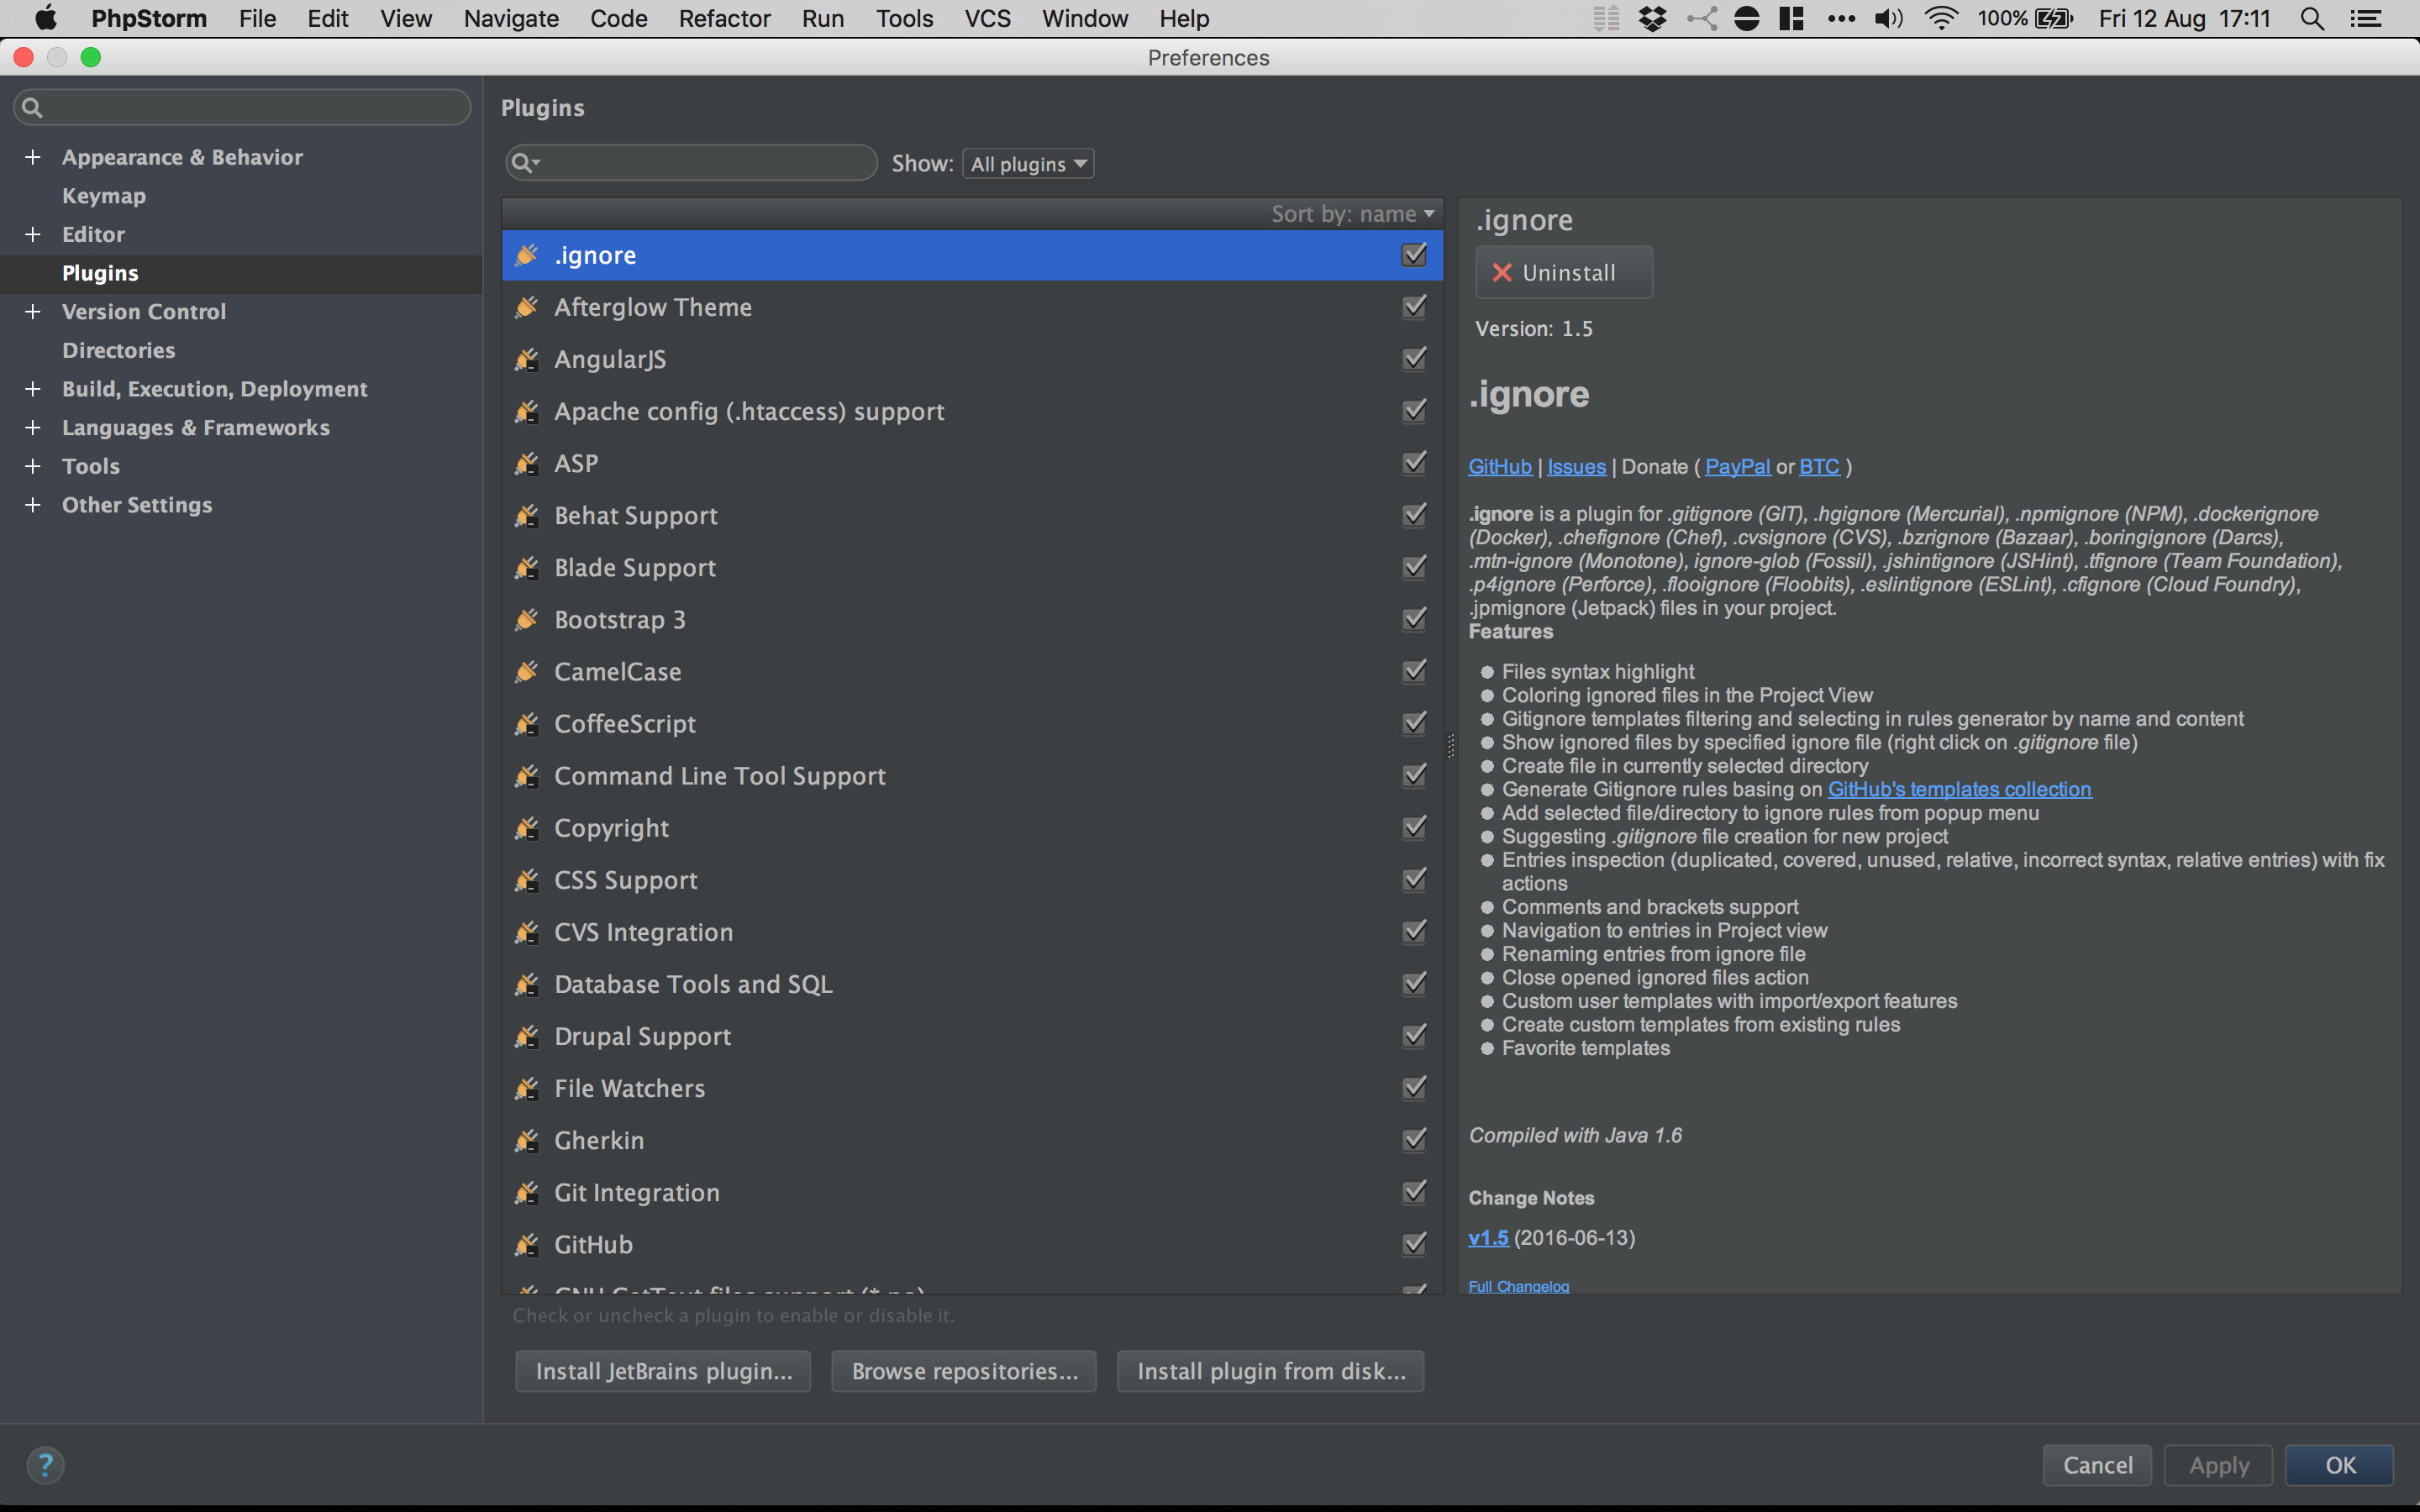 PhpStorm File Edit View Navigate Code Refactor Run Tools VCS Window Help 100% Fri 12 Aug 17:11
Preferences
Appearance & Behavior
Keymap
Editor
Plugins
Version Control
Directories
Build, Execution, Deployment
Languages & Frameworks
Tools
Other Settings
Plugins
Show: All plugins
Sort by: name
.ignore
Afterglow Theme
AngularJS
Apache config (.htaccess) support
ASP
Behat Support
Blade Support
Bootstrap 3
CamelCase
CoffeeScript
Command Line Tool Support
Copyright
CSS Support
CVS Integration
Database Tools and SQL
Drupal Support
File Watchers
Gherkin
Git Integration
GitHub
GNU GetText files support (*.po)
Check or uncheck a plugin to enable or disable it.
Install JetBrains plugin... Browse repositories... Install plugin from disk...
.ignore
Uninstall
Version: 1.5
.ignore
GitHub | Issues | Donate ( PayPal or BTC )
.ignore is a plugin for .gitignore (GIT), .hgignore (Mercurial), .npmignore (NPM), .dockerignore
(Docker), .chefignore (Chef), .cvsignore (CVS), .bzrignore (Bazaar), .boringignore (Darcs),
.mtn-ignore (Monotone), ignore-glob (Fossil), .jshintignore (JSHint), .tfignore (Team Foundation),
.p4ignore (Perforce), .flooignore (Floobits), .eslintignore (ESLint), .cfignore (Cloud Foundry),
.jpmignore (Jetpack) files in your project.
Features
Files syntax highlight
Coloring ignored files in the Project View
Gitignore templates filtering and selecting in rules generator by name and content
Show ignored files by specified ignore file (right click on .gitignore file)
Create file in currently selected directory
Generate Gitignore rules basing on GitHub's templates collection
Add selected file/directory to ignore rules from popup menu
Suggesting .gitignore file creation for new project
Entries inspection (duplicated, covered, unused, relative, incorrect syntax, relative entries) with fix
actions
Comments and brackets support
Navigation to entries in Project view
Renaming entries from ignore file
Close opened ignored files action
Custom user templates with import/export features
Create custom templates from existing rules
Favorite templates
Compiled with Java 1.6
Change Notes
v1.5 (2016-06-13)
Full Changelog
? Cancel Apply OK